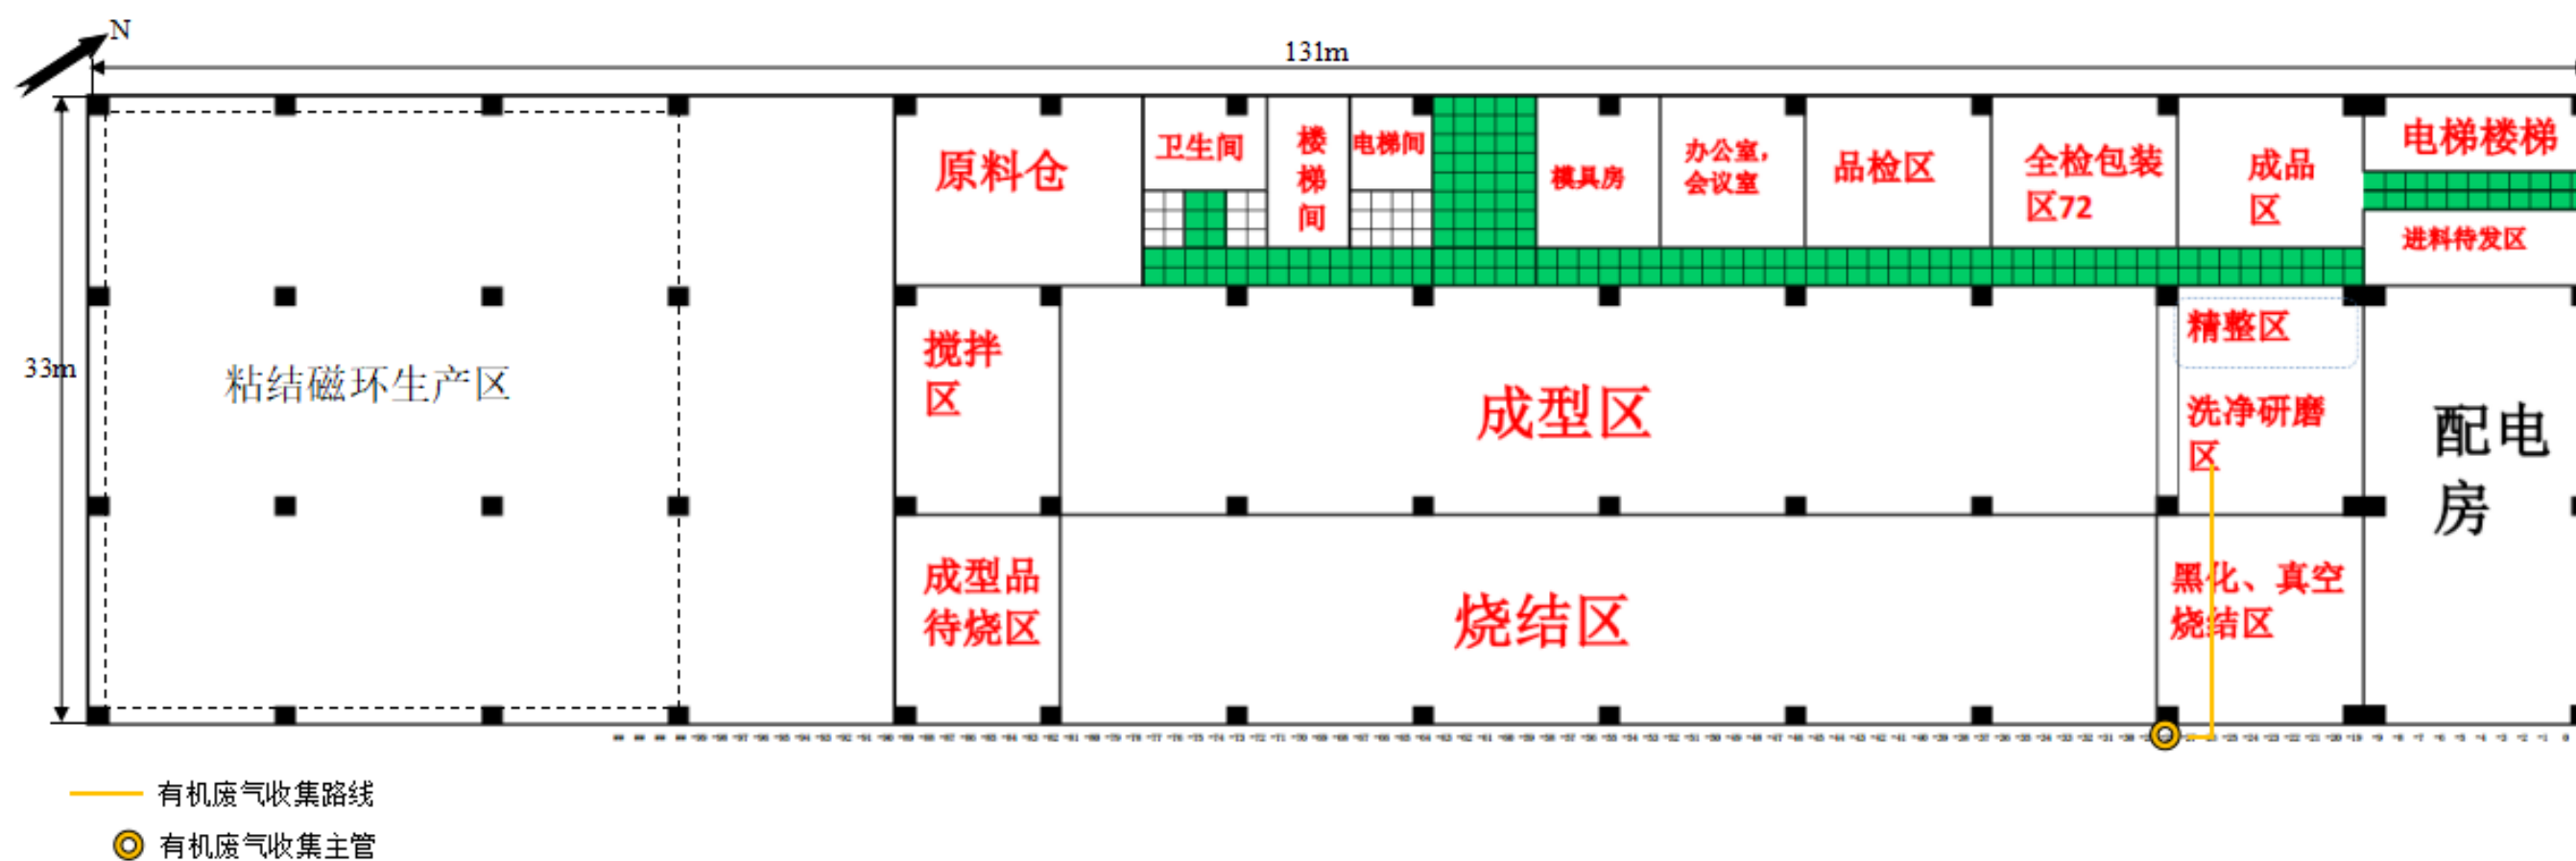 N
131m
33m
原料仓
卫生间
楼
梯
间
电梯间
模具房
办公室，
会议室
品检区
全检包装
区72
成品
区
电梯楼梯
进料待发区
粘结磁环生产区
搅拌
区
成型区
精整区
洗净研磨
区
配电
房
成型品
待烧区
烧结区
黑化、真空
烧结区
有机废气收集路线
有机废气收集主管